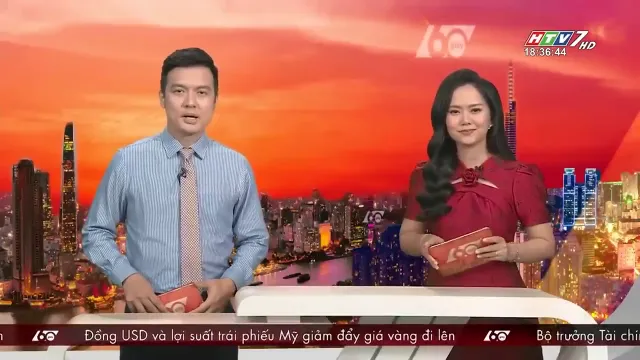 HTV7 HD
18:36:44
60
Đồng USD và lợi suất trái phiếu Mỹ giảm đẩy giá vàng đi lên
60
Bộ trưởng Tài chí